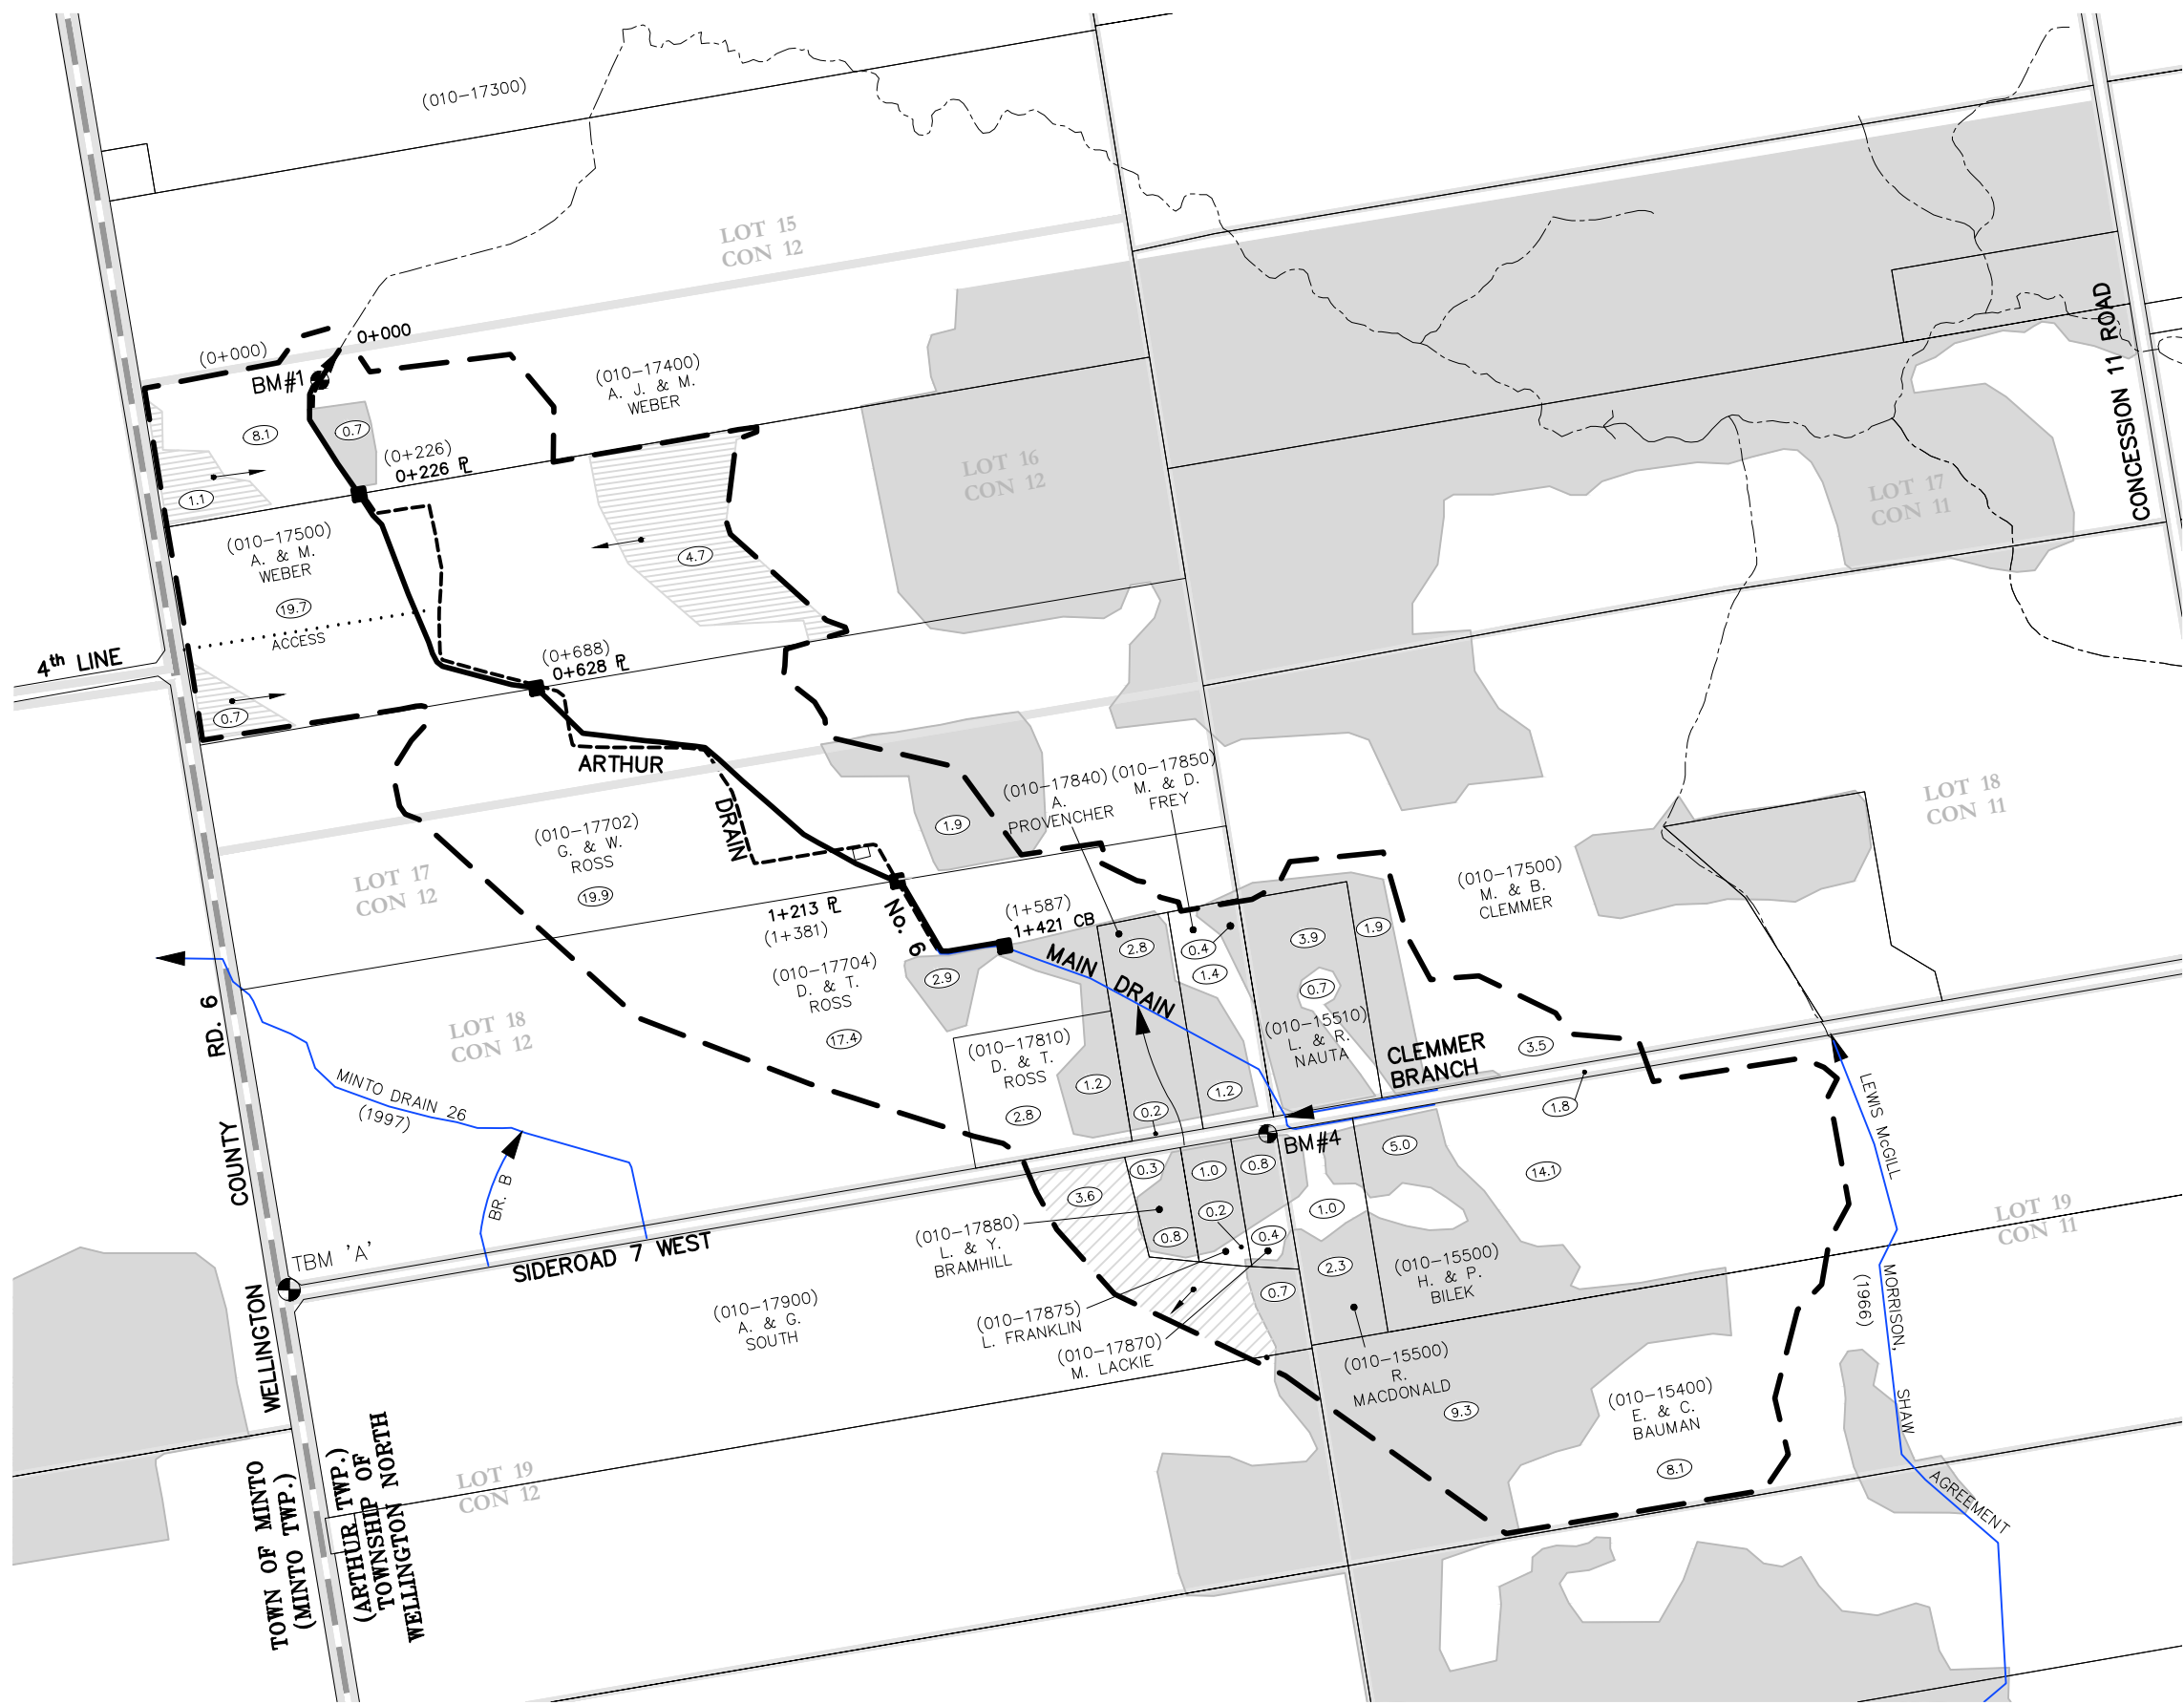 (010-17300)
LOT 15
CON 12
(0+000)
0+000
BM#1
(010-17400)
A. J. & M.
WEBER
8.1
0.7
(0+226)
0+226 PL
1.1
LOT 16
CON 12
LOT 17
CON 11
CONCESSION 11 ROAD
(010-17500)
A. & M.
WEBER
19.7
4.7
ACCESS
4th LINE
0.7
(0+688)
0+628 PL
ARTHUR
DRAIN
No. 6
(010-17702)
G. & W.
ROSS
19.9
1.9
(010-17840)
A.
PROVENCHER
(010-17850)
M. & D.
FREY
LOT 18
CON 11
LOT 17
CON 12
(010-17500)
M. & B.
CLEMMER
1+213 PL
(1+381)
(1+587)
1+421 CB
MAIN DRAIN
2.8
0.4
1.4
3.9
1.9
0.7
(010-17704)
D. & T.
ROSS
17.4
2.9
(010-15510)
L. & R.
NAUTA
LOT 18
CON 12
(010-17810)
D. & T.
ROSS
2.8
1.2
0.2
1.2
CLEMMER
BRANCH
3.5
1.8
MINTO DRAIN 26
(1997)
BR. B
BM#4
5.0
14.1
0.3
1.0
0.8
3.6
0.2
0.8
0.4
1.0
0.7
2.3
(010-17880)
L. & Y.
BRAMHILL
(010-15500)
H. & P.
BILEK
LOT 19
CON 11
LEWIS McGILL
MORRISON,
SHAW
AGREEMENT
(1966)
TBM 'A'
SIDEROAD 7 WEST
(010-17900)
A. & G.
SOUTH
(010-17875)
L. FRANKLIN
(010-17870)
M. LACKIE
(010-15500)
R.
MACDONALD
9.3
(010-15400)
E. & C.
BAUMAN
8.1
LOT 19
CON 12
WELLINGTON COUNTY RD. 6
TOWN OF MINTO
(MINTO TWP.)
(ARTHUR TWP.)
TOWNSHIP OF
WELLINGTON NORTH